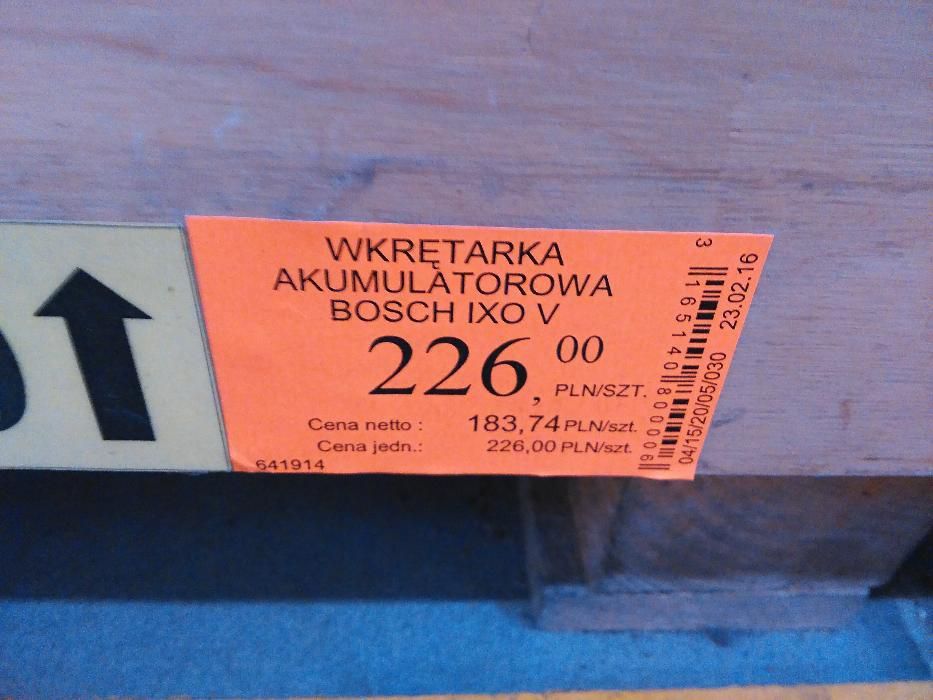 WKRĘTARKA
AKUMULATOROWA
BOSCH IXO V
226,00 PLN/SZT.
Cena netto : 183,74 PLN/szt.
Cena jedn.: 226,00 PLN/szt.
641914
3165140800006
04/15/20/05/030 23.02.16